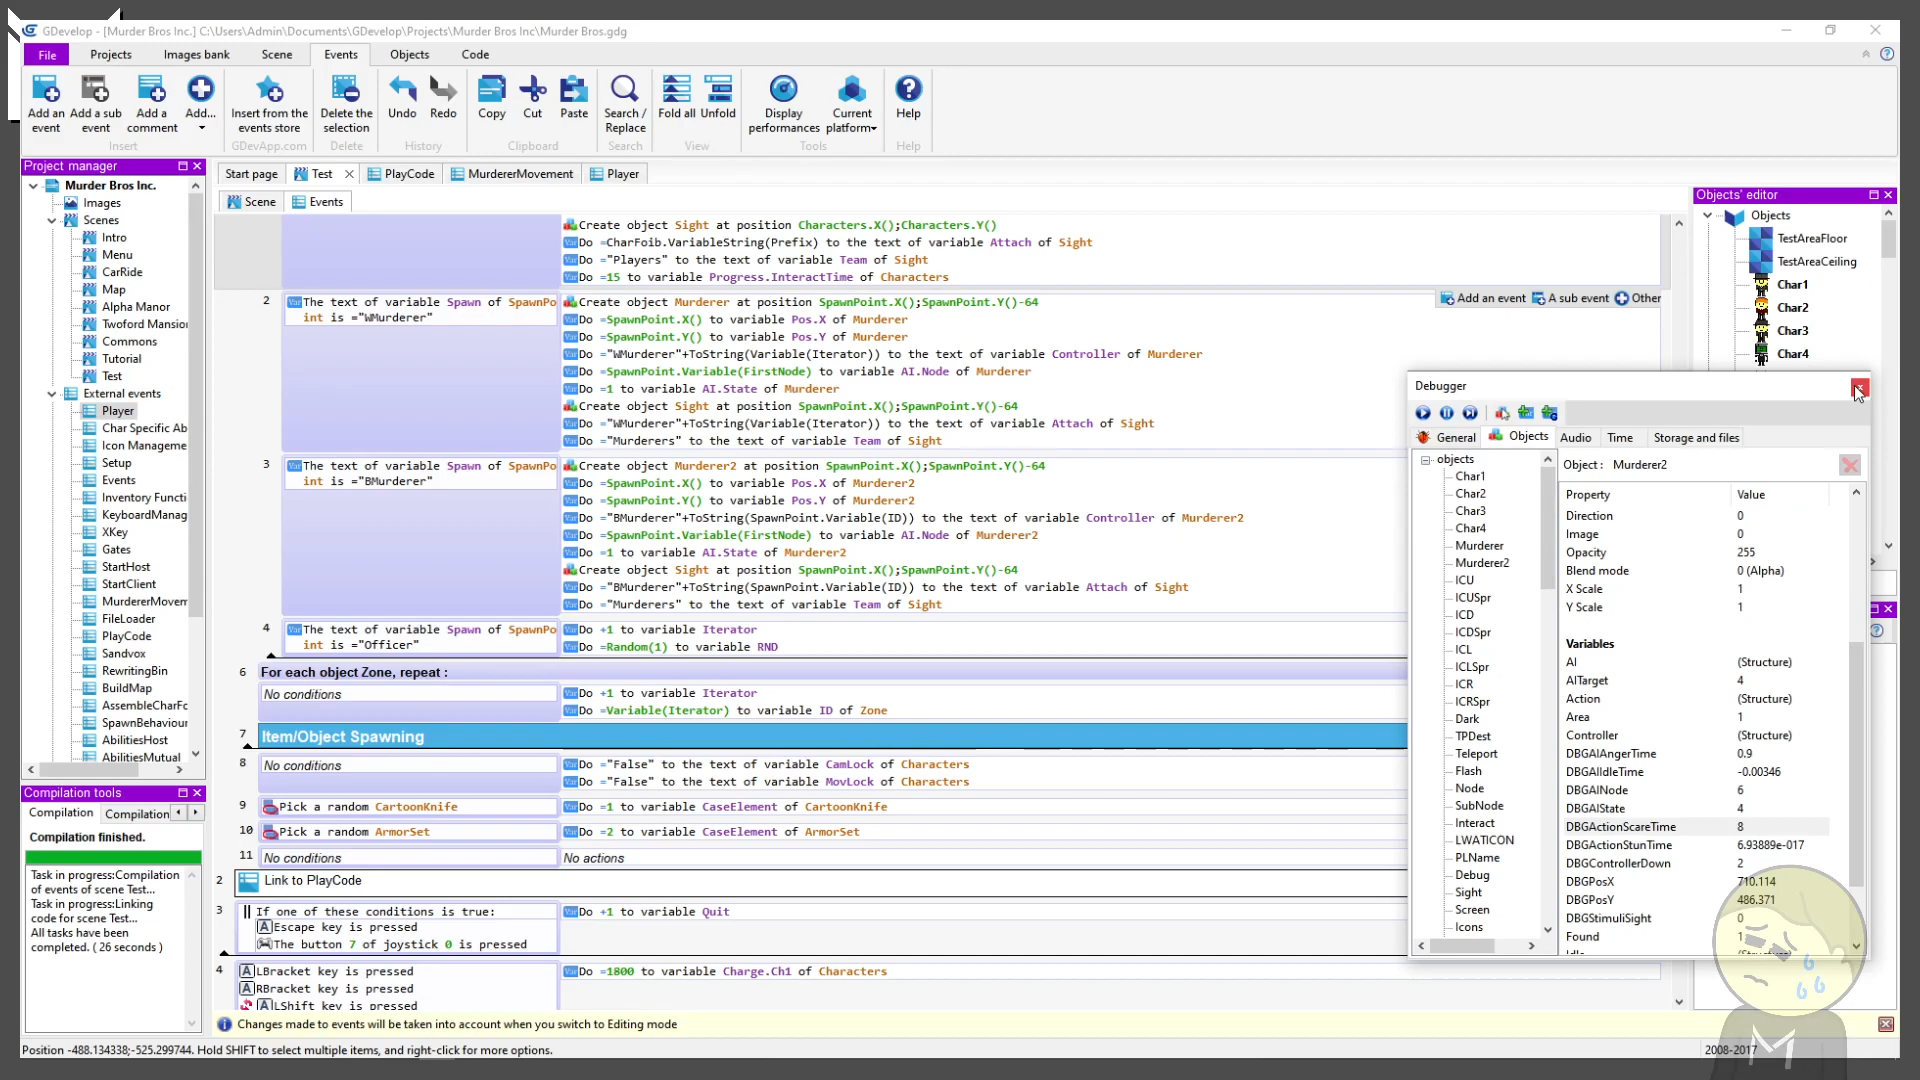 GDevelop - [Murder Bros Inc.] C:\Users\Admin\Documents\GDevelop\Projects\Murder Bros Inc\Murder Bros.gdg
File Projects Images bank Scene Events Objects Code
Add an event Add a sub event Add a comment Add... Insert from the events store Delete the selection Undo Redo Copy Cut Paste Search / Replace Fold all Unfold Display performances Current platform Help
Insert GDevApp.com Delete History Clipboard Search View Tools Help
Project manager
Murder Bros Inc.
Images
Scenes
Intro
Menu
CarRide
Map
Alpha Manor
Twoford Mansion
Commons
Tutorial
Test
External events
Player
Char Specific Ab
Icon Manageme
Setup
Events
Inventory Functi
KeyboardManag
XKey
Gates
StartHost
StartClient
MurdererMovem
FileLoader
PlayCode
Sandvox
RewritingBin
BuildMap
AssembleCharFc
SpawnBehaviour
AbilitiesHost
AbilitiesMutual
Compilation tools
Compilation Compilation
Compilation finished.
Task in progress:Compilation
of events of scene Test...
Task in progress:Linking
code for scene Test...
All tasks have been
completed. ( 26 seconds )
Start page Test PlayCode MurdererMovement Player
Scene Events
Create object Sight at position Characters.X();Characters.Y()
Do =CharFoib.VariableString(Prefix) to the text of variable Attach of Sight
Do ="Players" to the text of variable Team of Sight
Do =15 to variable Progress.InteractTime of Characters
2 The text of variable Spawn of SpawnPo
int is ="WMurderer"
Create object Murderer at position SpawnPoint.X();SpawnPoint.Y()-64
Do =SpawnPoint.X() to variable Pos.X of Murderer
Do =SpawnPoint.Y() to variable Pos.Y of Murderer
Do ="WMurderer"+ToString(Variable(Iterator)) to the text of variable Controller of Murderer
Do =SpawnPoint.Variable(FirstNode) to variable AI.Node of Murderer
Do =1 to variable AI.State of Murderer
Create object Sight at position SpawnPoint.X();SpawnPoint.Y()-64
Do ="WMurderer"+ToString(Variable(Iterator)) to the text of variable Attach of Sight
Do ="Murderers" to the text of variable Team of Sight
Add an event A sub event Other
3 The text of variable Spawn of SpawnPo
int is ="BMurderer"
Create object Murderer2 at position SpawnPoint.X();SpawnPoint.Y()-64
Do =SpawnPoint.X() to variable Pos.X of Murderer2
Do =SpawnPoint.Y() to variable Pos.Y of Murderer2
Do ="BMurderer"+ToString(SpawnPoint.Variable(ID)) to the text of variable Controller of Murderer2
Do =SpawnPoint.Variable(FirstNode) to variable AI.Node of Murderer2
Do =1 to variable AI.State of Murderer2
Create object Sight at position SpawnPoint.X();SpawnPoint.Y()-64
Do ="BMurderer"+ToString(SpawnPoint.Variable(ID)) to the text of variable Attach of Sight
Do ="Murderers" to the text of variable Team of Sight
4 The text of variable Spawn of SpawnPo
int is ="Officer"
Do +1 to variable Iterator
Do =Random(1) to variable RND
6 For each object Zone, repeat :
No conditions
Do +1 to variable Iterator
Do =Variable(Iterator) to variable ID of Zone
7 Item/Object Spawning
8 No conditions
Do ="False" to the text of variable CamLock of Characters
Do ="False" to the text of variable MovLock of Characters
9 Pick a random CartoonKnife Do =1 to variable CaseElement of CartoonKnife
10 Pick a random ArmorSet Do =2 to variable CaseElement of ArmorSet
11 No conditions No actions
2 Link to PlayCode
3 If one of these conditions is true: Do +1 to variable Quit
Escape key is pressed
The button 7 of joystick 0 is pressed
4 LBracket key is pressed Do =1800 to variable Charge.Ch1 of Characters
RBracket key is pressed
LShift key is pressed
Changes made to events will be taken into account when you switch to Editing mode
Position -488.134338;-525.299744. Hold SHIFT to select multiple items, and right-click for more options.
2008-2017
Objects' editor
Objects
TestAreaFloor
TestAreaCeiling
Char1
Char2
Char3
Char4
Debugger
General Objects Audio Time Storage and files
objects
Char1
Char2
Char3
Char4
Murderer
Murderer2
ICU
ICUSpr
ICD
ICDSpr
ICL
ICLSpr
ICR
ICRSpr
Dark
TPDest
Teleport
Flash
Node
SubNode
Interact
LWATICON
PLName
Debug
Sight
Screen
Icons
Object : Murderer2
Property Value
Direction 0
Image 0
Opacity 255
Blend mode 0 (Alpha)
X Scale 1
Y Scale 1
Variables
AI (Structure)
AITarget 4
Action (Structure)
Area 1
Controller (Structure)
DBGAIAngerTime 0.9
DBGAIIdleTime -0.00346
DBGAINode 6
DBGAIState 4
DBGActionScareTime 8
DBGActionStunTime 6.93889e-017
DBGControllerDown 2
DBGPosX 710.114
DBGPosY 486.371
DBGStimuliSight 0
Found 1